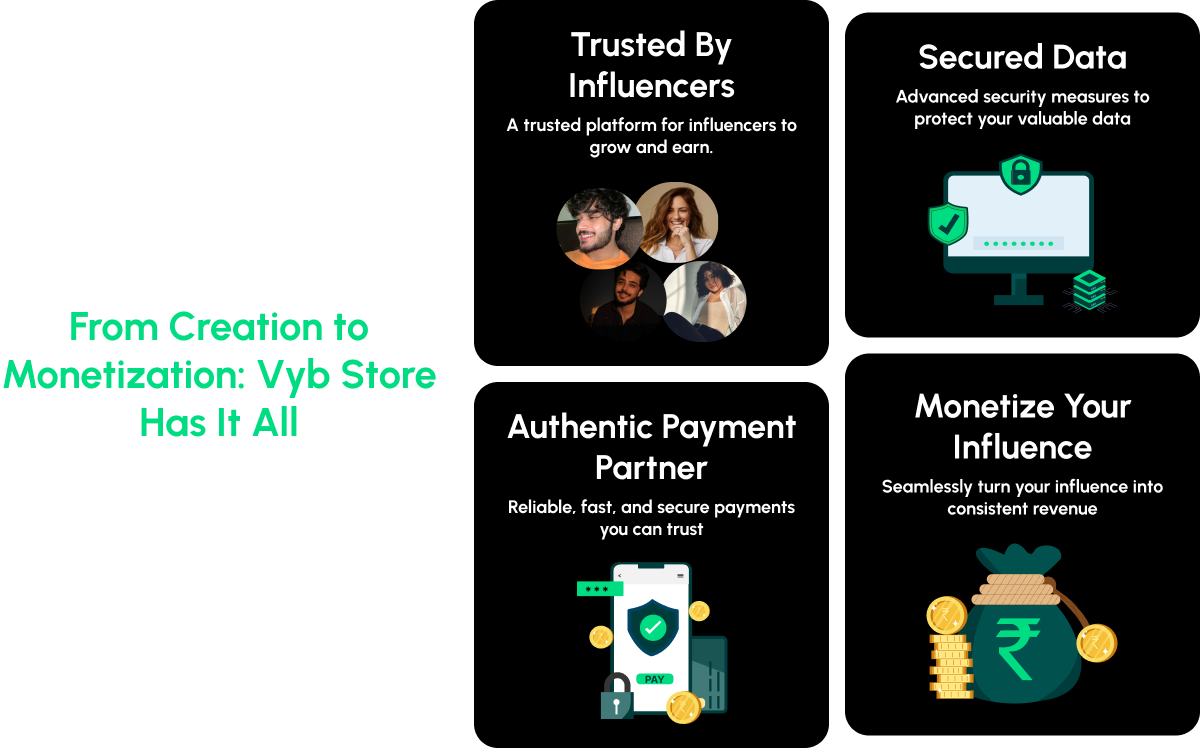 From Creation to
Monetization: Vyb Store
Has It All
Trusted By
Influencers
A trusted platform for influencers to
grow and earn.
Secured Data
Advanced security measures to
protect your valuable data
Authentic Payment
Partner
Reliable, fast, and secure payments
you can trust
***
PAY
Monetize Your
Influence
Seamlessly turn your influence into
consistent revenue
₹